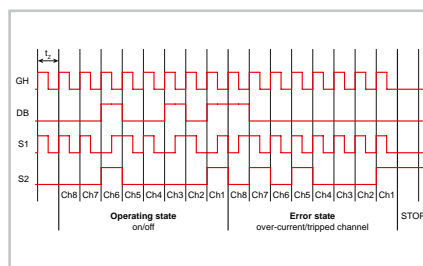 tz
GH
DB
S1
S2
Ch8 Ch7 Ch6 Ch5 Ch4 Ch3 Ch2 Ch1 Ch8 Ch7 Ch6 Ch5 Ch4 Ch3 Ch2 Ch1
Operating state Error state STOP
on/off over-current/tripped channel